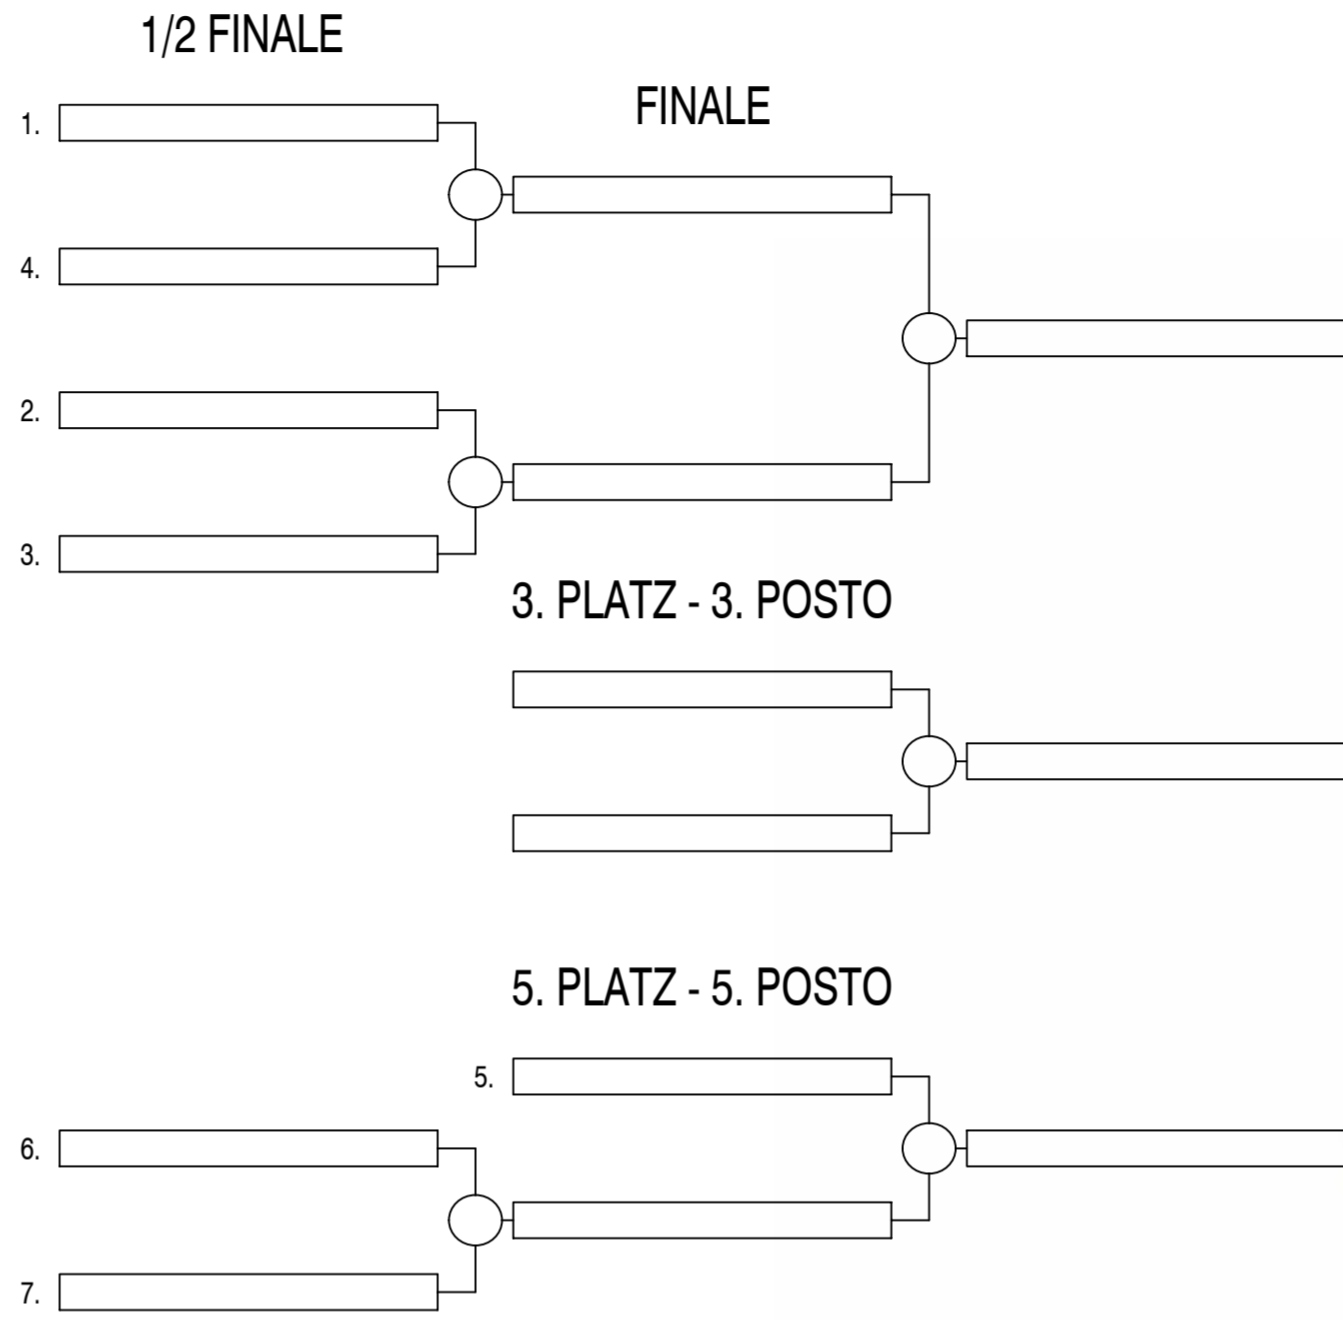 1/2 FINALE
FINALE
1.
4.
2.
3.
3. PLATZ - 3. POSTO
5. PLATZ - 5. POSTO
5.
6.
7.